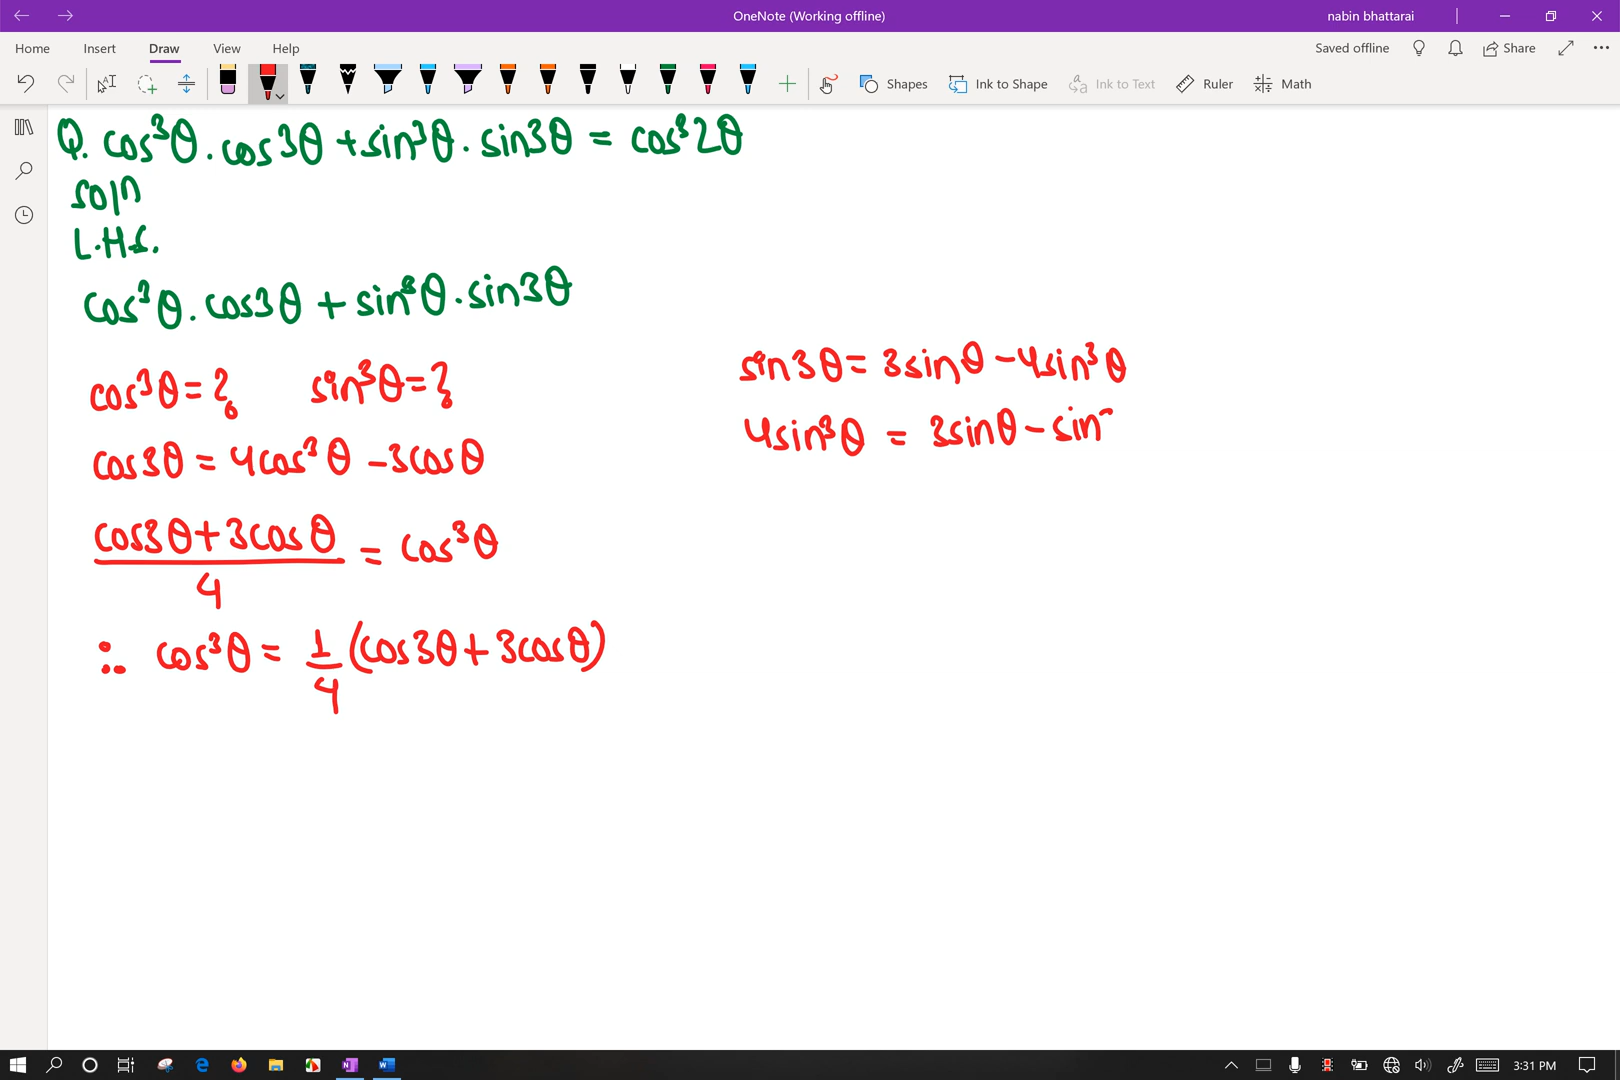 OneNote (Working offline)
nabin bhattarai
Home Insert Draw View Help
Saved offline Share
Shapes Ink to Shape Ink to Text Ruler Math
Q. cos³θ . cos3θ + sin³θ . sin3θ = cos³2θ
soln
L.H.S.
cos³θ . cos3θ + sin³θ . sin3θ
cos³θ = ? sin³θ = ?
cos3θ = 4cos³θ - 3cosθ
cos3θ + 3cosθ / 4 = cos³θ
∴ cos³θ = 1/4 (cos3θ + 3cosθ)
sin3θ = 3sinθ - 4sin³θ
4sin³θ = 3sinθ - sin
3:31 PM